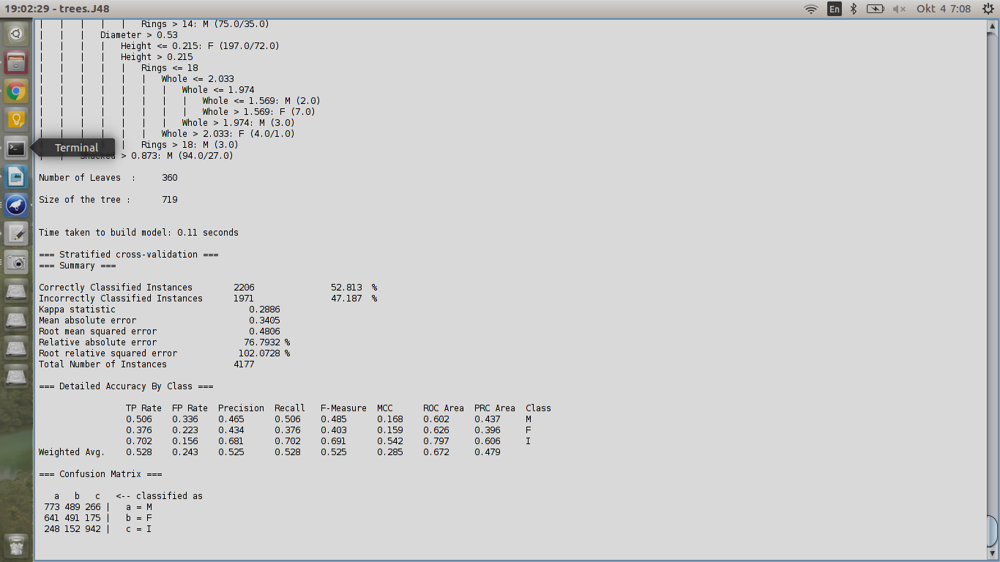 19:02:29 - trees.J48
En
Okt 4 7:08
| | | | | Rings > 14: M (75.0/35.0)
| | | Diameter > 0.53
| | | | Height <= 0.215: F (197.0/72.0)
| | | | Height > 0.215
| | | | | Rings <= 18
| | | | | | Whole <= 2.033
| | | | | | | Whole <= 1.974
| | | | | | | | Whole <= 1.569: M (2.0)
| | | | | | | | Whole > 1.569: F (7.0)
| | | | | | | Whole > 1.974: M (3.0)
| | | | | | Whole > 2.033: F (4.0/1.0)
Terminal
| | | | | Rings > 18: M (3.0)
| | Shucked > 0.873: M (94.0/27.0)
Number of Leaves : 360
Size of the tree : 719
Time taken to build model: 0.11 seconds
=== Stratified cross-validation ===
=== Summary ===
Correctly Classified Instances 2206 52.813 %
Incorrectly Classified Instances 1971 47.187 %
Kappa statistic 0.2886
Mean absolute error 0.3405
Root mean squared error 0.4806
Relative absolute error 76.7932 %
Root relative squared error 102.0728 %
Total Number of Instances 4177
=== Detailed Accuracy By Class ===
TP Rate FP Rate Precision Recall F-Measure MCC ROC Area PRC Area Class
0.506 0.336 0.465 0.506 0.485 0.168 0.602 0.437 M
0.376 0.223 0.434 0.376 0.403 0.159 0.626 0.396 F
0.702 0.156 0.681 0.702 0.691 0.542 0.797 0.606 I
Weighted Avg. 0.528 0.243 0.525 0.528 0.525 0.285 0.672 0.479
=== Confusion Matrix ===
a b c <-- classified as
773 489 266 | a = M
641 491 175 | b = F
248 152 942 | c = I